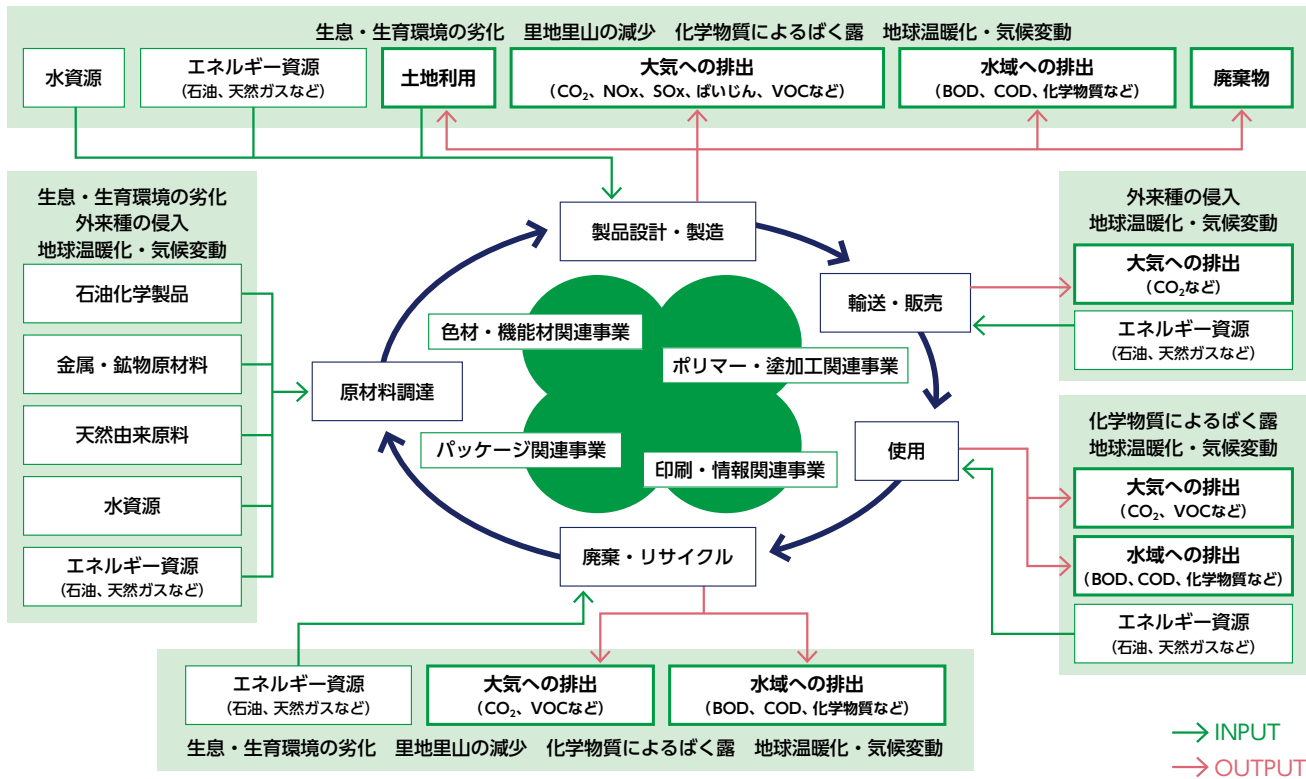 生息・生育環境の劣化　里地里山の減少　化学物質によるばく露　地球温暖化・気候変動
水資源
エネルギー資源
（石油、天然ガスなど）
土地利用
大気への排出
（CO₂、NOx、SOx、ばいじん、VOCなど）
水域への排出
（BOD、COD、化学物質など）
廃棄物
生息・生育環境の劣化
外来種の侵入
地球温暖化・気候変動
石油化学製品
金属・鉱物原材料
天然由来原料
水資源
エネルギー資源
（石油、天然ガスなど）
製品設計・製造
輸送・販売
使用
廃棄・リサイクル
原材料調達
色材・機能材関連事業
ポリマー・塗加工関連事業
パッケージ関連事業
印刷・情報関連事業
外来種の侵入
地球温暖化・気候変動
大気への排出
（CO₂など）
エネルギー資源
（石油、天然ガスなど）
化学物質によるばく露
地球温暖化・気候変動
大気への排出
（CO₂、VOCなど）
水域への排出
（BOD、COD、化学物質など）
エネルギー資源
（石油、天然ガスなど）
エネルギー資源
（石油、天然ガスなど）
大気への排出
（CO₂、VOCなど）
水域への排出
（BOD、COD、化学物質など）
生息・生育環境の劣化　里地里山の減少　化学物質によるばく露　地球温暖化・気候変動
INPUT
OUTPUT